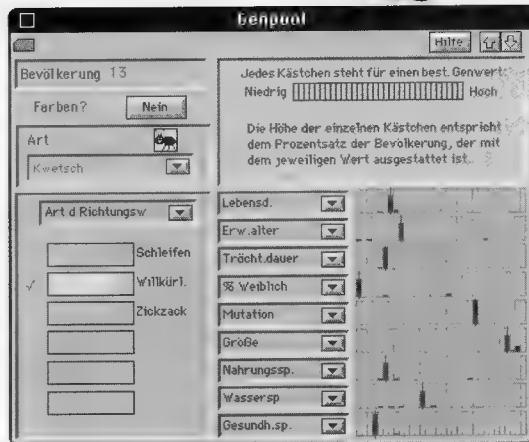 Genpool
Hilfe
Bevölkerung 13
Farben?
Nein
Art
Kwetsch
Jedes Kästchen steht für einen best. Genwert:
Niedrig
Hoch
Die Höhe der einzelnen Kästchen entspricht
dem Prozentsatz der Bevölkerung, der mit
dem jeweiligen Wert ausgestattet ist.
Art d Richtungsw
Schleifen
Willkürl.
Zickzack
Lebensd.
Erw.alter
Trächt.dauer
% Weiblich
Mutation
Größe
Nahrungssp.
Wassersp
Gesundh.sp.